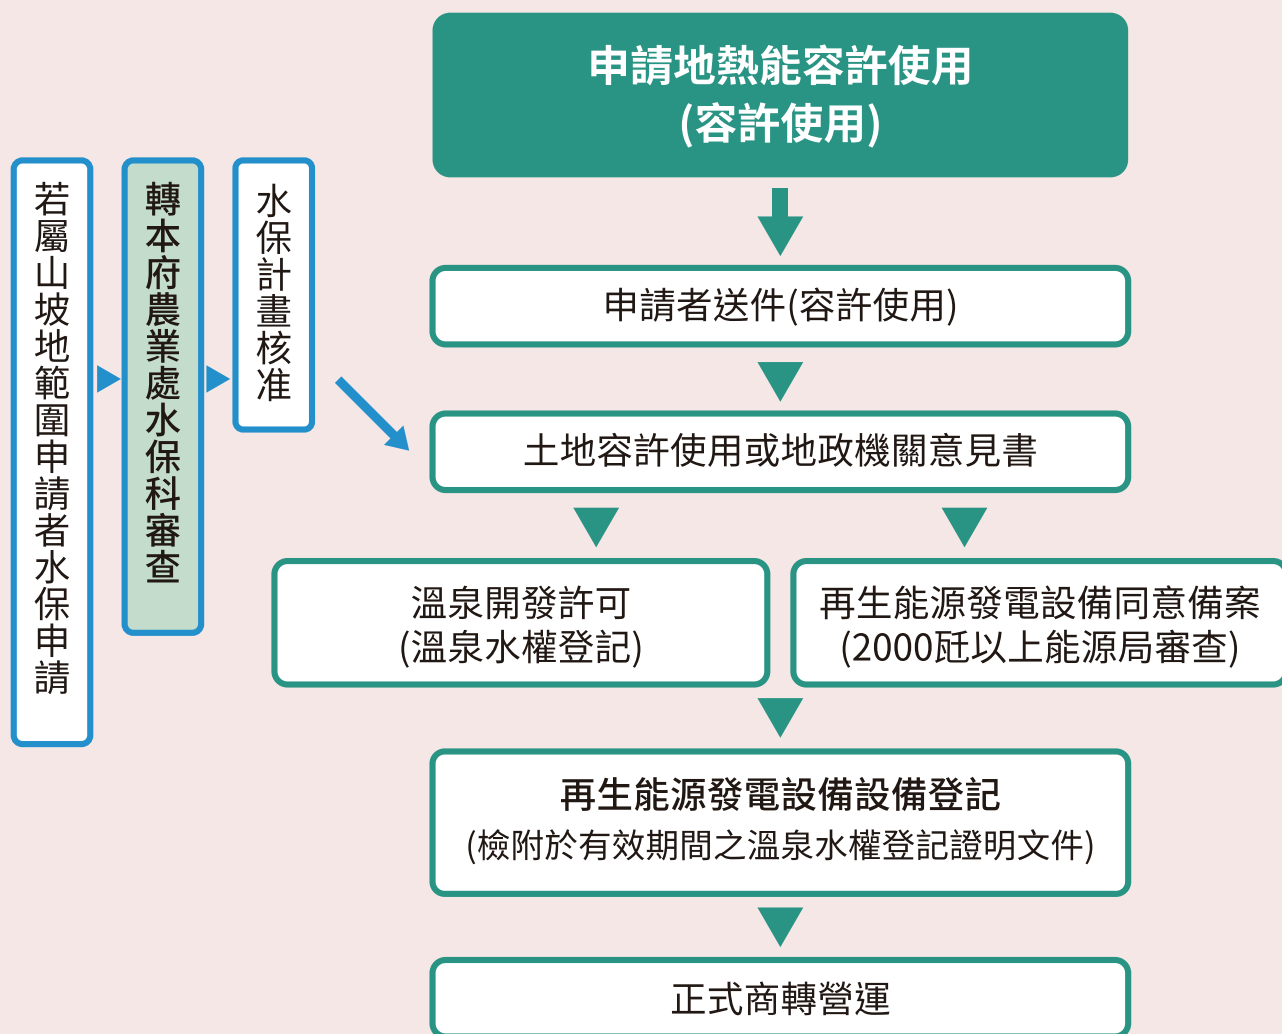 申請地熱能容許使用
(容許使用)
申請者送件(容許使用)
若屬山坡地範圍申請者水保申請
轉本府農業處水保科審查
水保計畫核准
土地容許使用或地政機關意見書
溫泉開發許可
(溫泉水權登記)
再生能源發電設備同意備案
(2000瓩以上能源局審查)
再生能源發電設備設備登記
(檢附於有效期間之溫泉水權登記證明文件)
正式商轉營運